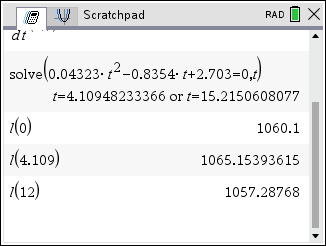 Scratchpad RAD
dt
solve(0.04323·t²−0.8354·t+2.703=0,t)
t=4.10948233366 or t=15.2150608077
l(0) 1060.1
l(4.109) 1065.15393615
l(12) 1057.28768